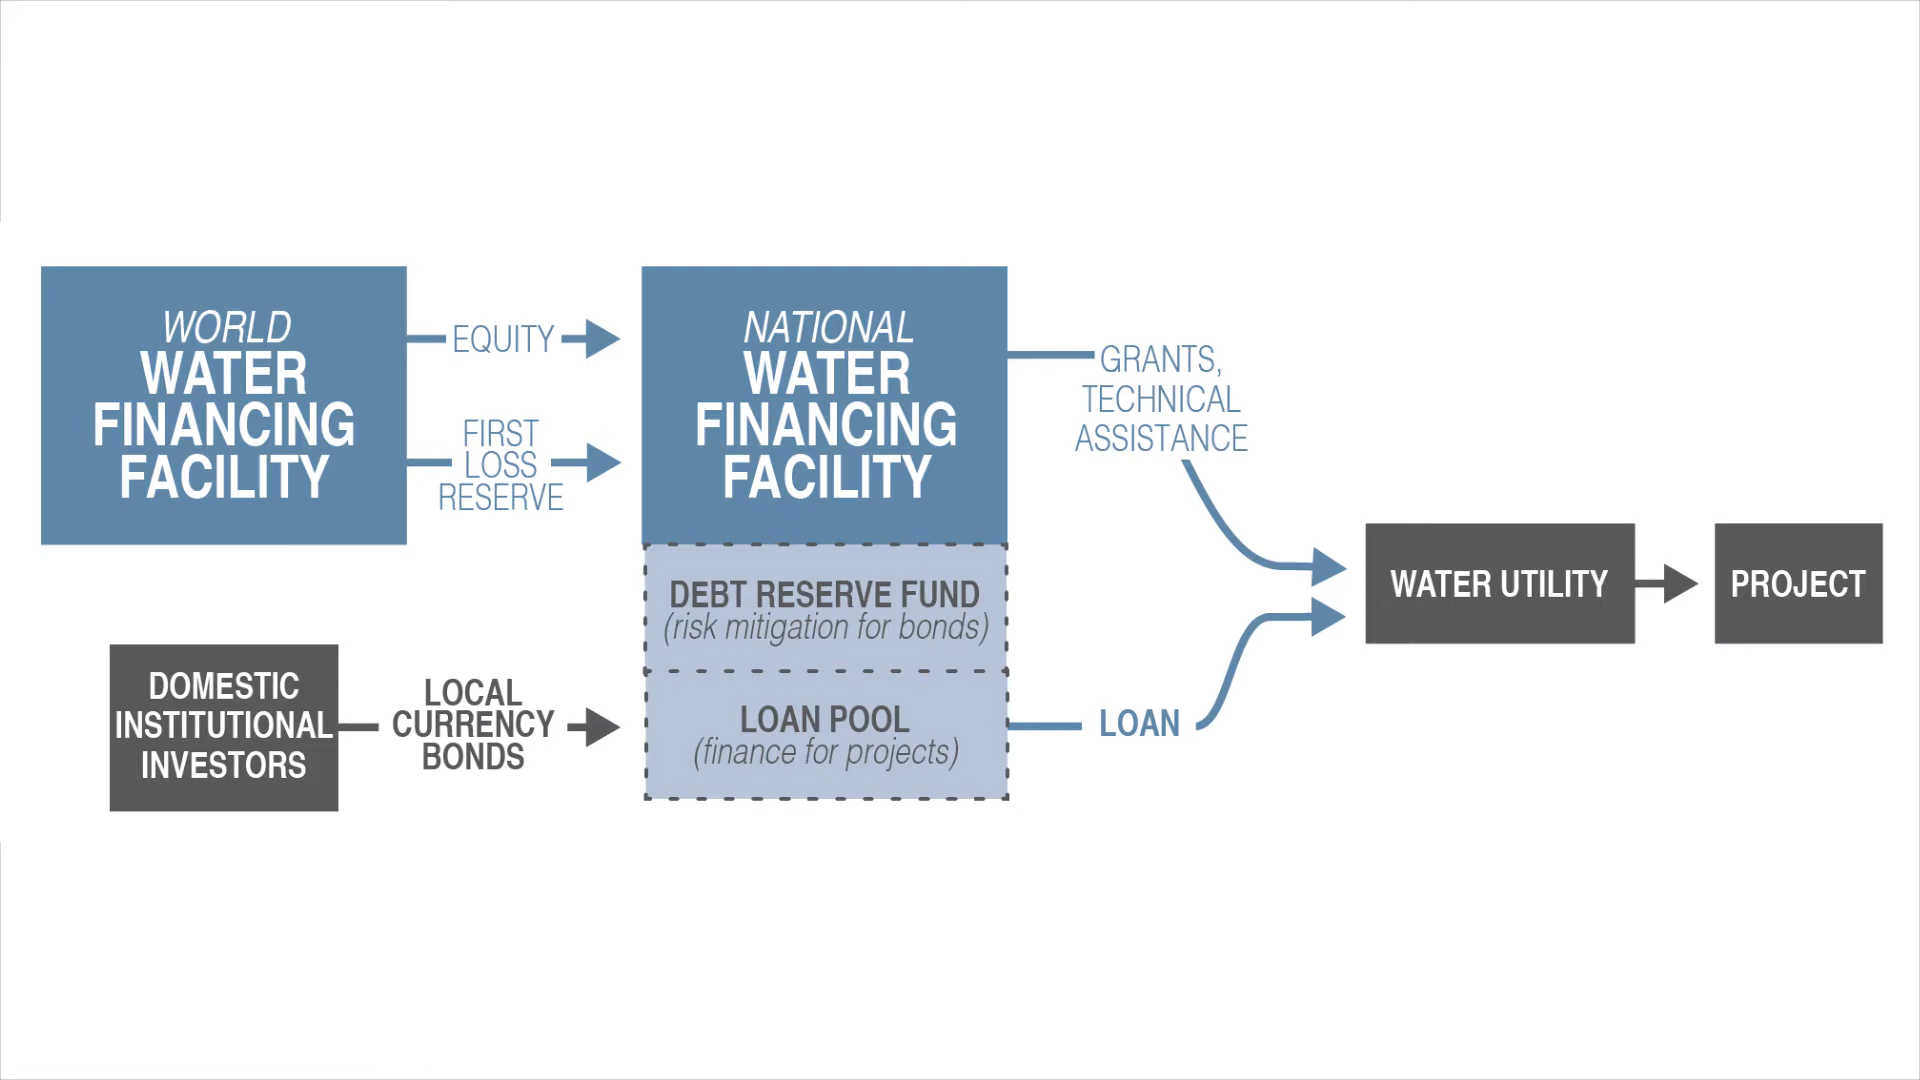 WORLD
WATER
FINANCING
FACILITY
EQUITY
FIRST
LOSS
RESERVE
NATIONAL
WATER
FINANCING
FACILITY
GRANTS,
TECHNICAL
ASSISTANCE
DEBT RESERVE FUND
(risk mitigation for bonds)
DOMESTIC
INSTITUTIONAL
INVESTORS
LOCAL
CURRENCY
BONDS
LOAN POOL
(finance for projects)
LOAN
WATER UTILITY
PROJECT